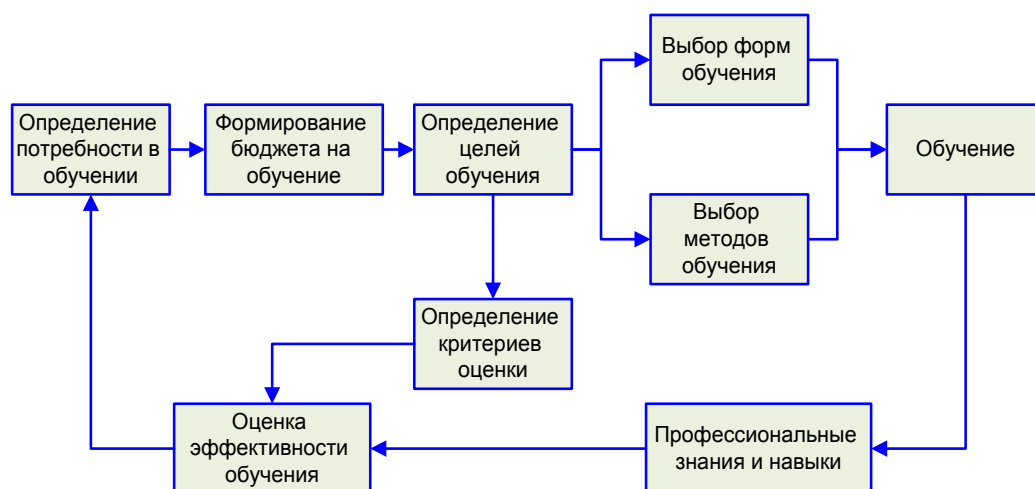 Определение
потребности в
обучении
Формирование
бюджета на
обучение
Определение
целей
обучения
Выбор форм
обучения
Выбор
методов
обучения
Обучение
Определение
критериев
оценки
Оценка
эффективности
обучения
Профессиональные
знания и навыки